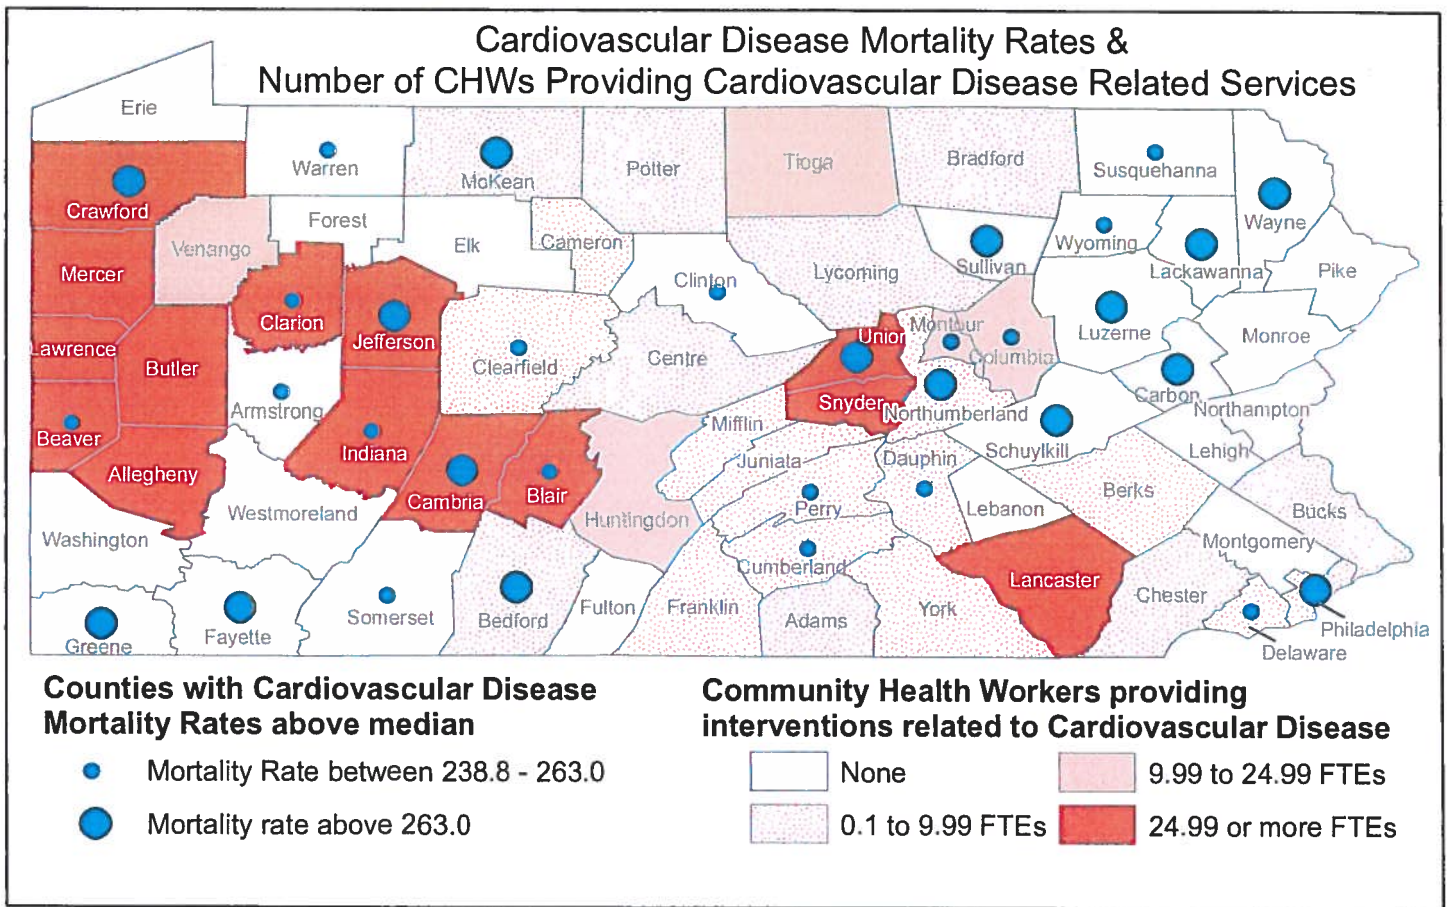 Cardiovascular Disease Mortality Rates &
Number of CHWs Providing Cardiovascular Disease Related Services
Erie
Warren
McKean
Potter
Tioga
Bradford
Susquehanna
Wayne
Crawford
Forest
Venango
Elk
Cameron
Clinton
Lycoming
Sullivan
Wyoming
Lackawanna
Pike
Mercer
Clarion
Jefferson
Clearfield
Centre
Union
Montour
Columbia
Luzerne
Monroe
Lawrence
Butler
Armstrong
Snyder
Northumberland
Carbon
Northampton
Beaver
Allegheny
Indiana
Cambria
Blair
Huntingdon
Mifflin
Juniata
Dauphin
Schuylkill
Lehigh
Washington
Westmoreland
Perry
Cumberland
Lebanon
Berks
Bucks
Montgomery
Greene
Fayette
Somerset
Bedford
Fulton
Franklin
Adams
York
Lancaster
Chester
Philadelphia
Delaware
Counties with Cardiovascular Disease
Mortality Rates above median
Mortality Rate between 238.8 - 263.0
Mortality rate above 263.0
Community Health Workers providing
interventions related to Cardiovascular Disease
None
9.99 to 24.99 FTEs
0.1 to 9.99 FTEs
24.99 or more FTEs